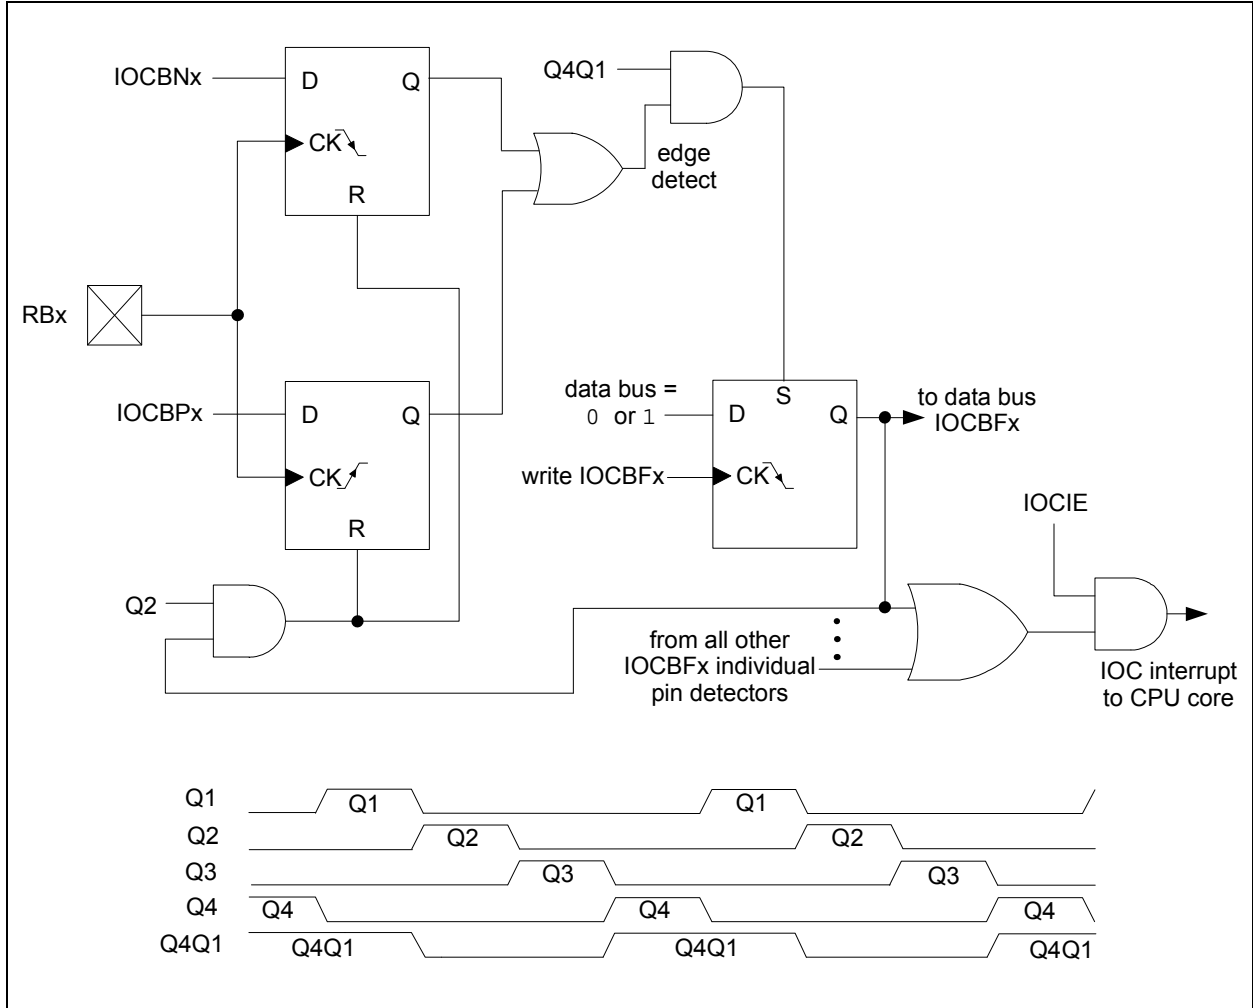 IOCBNx
D
Q
CK
R
Q4Q1
edge
detect
RBx
IOCBPx
D
Q
CK
R
data bus =
0 or 1
S
D
Q
to data bus
IOCBFx
write IOCBFx
CK
IOCIE
Q2
from all other
IOCBFx individual
pin detectors
IOC interrupt
to CPU core
Q1 Q1 Q1
Q2 Q2 Q2
Q3 Q3 Q3
Q4 Q4 Q4 Q4
Q4Q1 Q4Q1 Q4Q1 Q4Q1